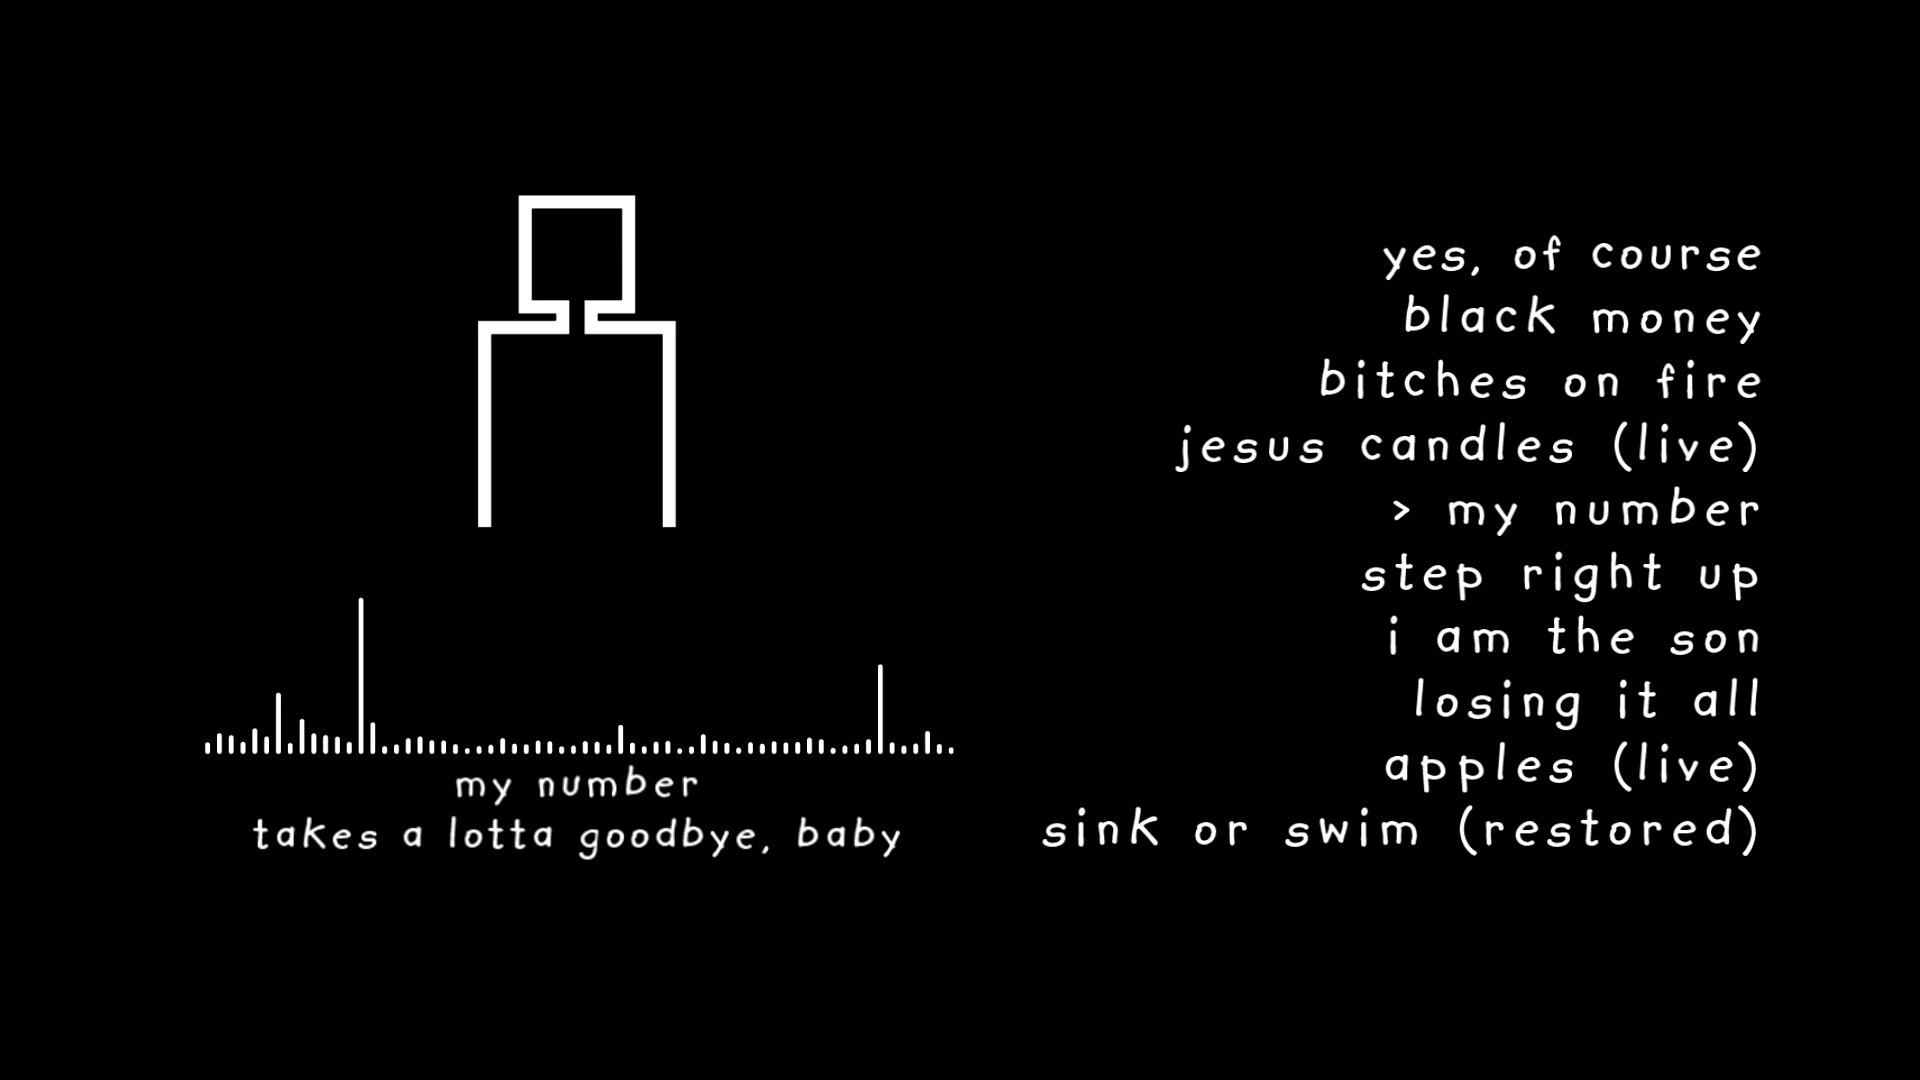 my number
takes a lotta goodbye, baby
yes, of course
black money
bitches on fire
jesus candles (live)
> my number
step right up
i am the son
losing it all
apples (live)
sink or swim (restored)